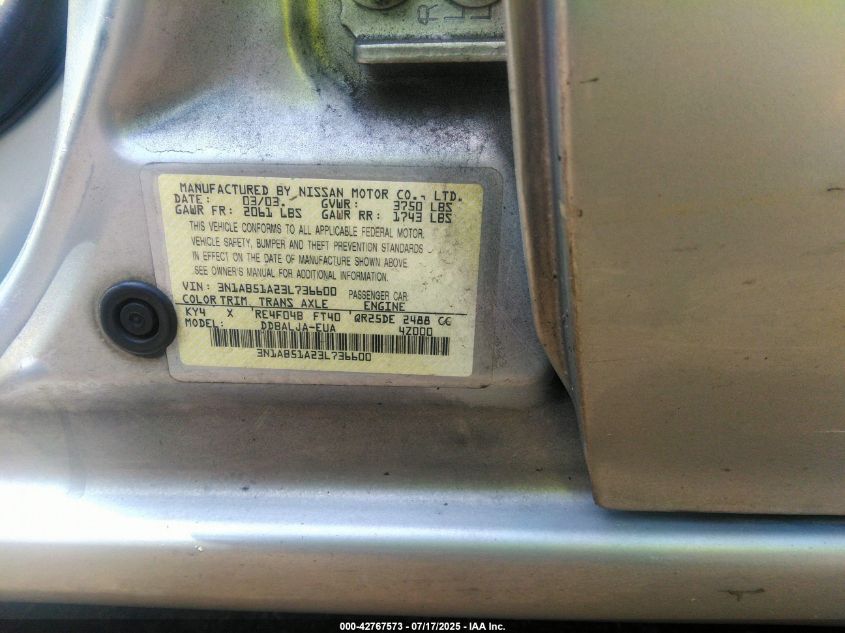 R L L
MANUFACTURED BY NISSAN MOTOR CO., LTD.
DATE: 03/03. GVWR: 3750 LBS
GAWR FR: 2061 LBS GAWR RR: 1743 LBS
THIS VEHICLE CONFORMS TO ALL APPLICABLE FEDERAL MOTOR
VEHICLE SAFETY, BUMPER AND THEFT PREVENTION STANDARDS
IN EFFECT ON THE DATE OF MANUFACTURE SHOWN ABOVE.
SEE OWNER'S MANUAL FOR ADDITIONAL INFORMATION.
VIN: 3N1AB51A23L736600 PASSENGER CAR
COLOR TRIM TRANS AXLE ENGINE
KY4 X RE4F04B FT40 QR25DE 2488 CC
MODEL: DDBALJA-EUA 4Z000
3N1AB51A23L736600
000-42767573 / 07/17/2025 - IAA Inc.